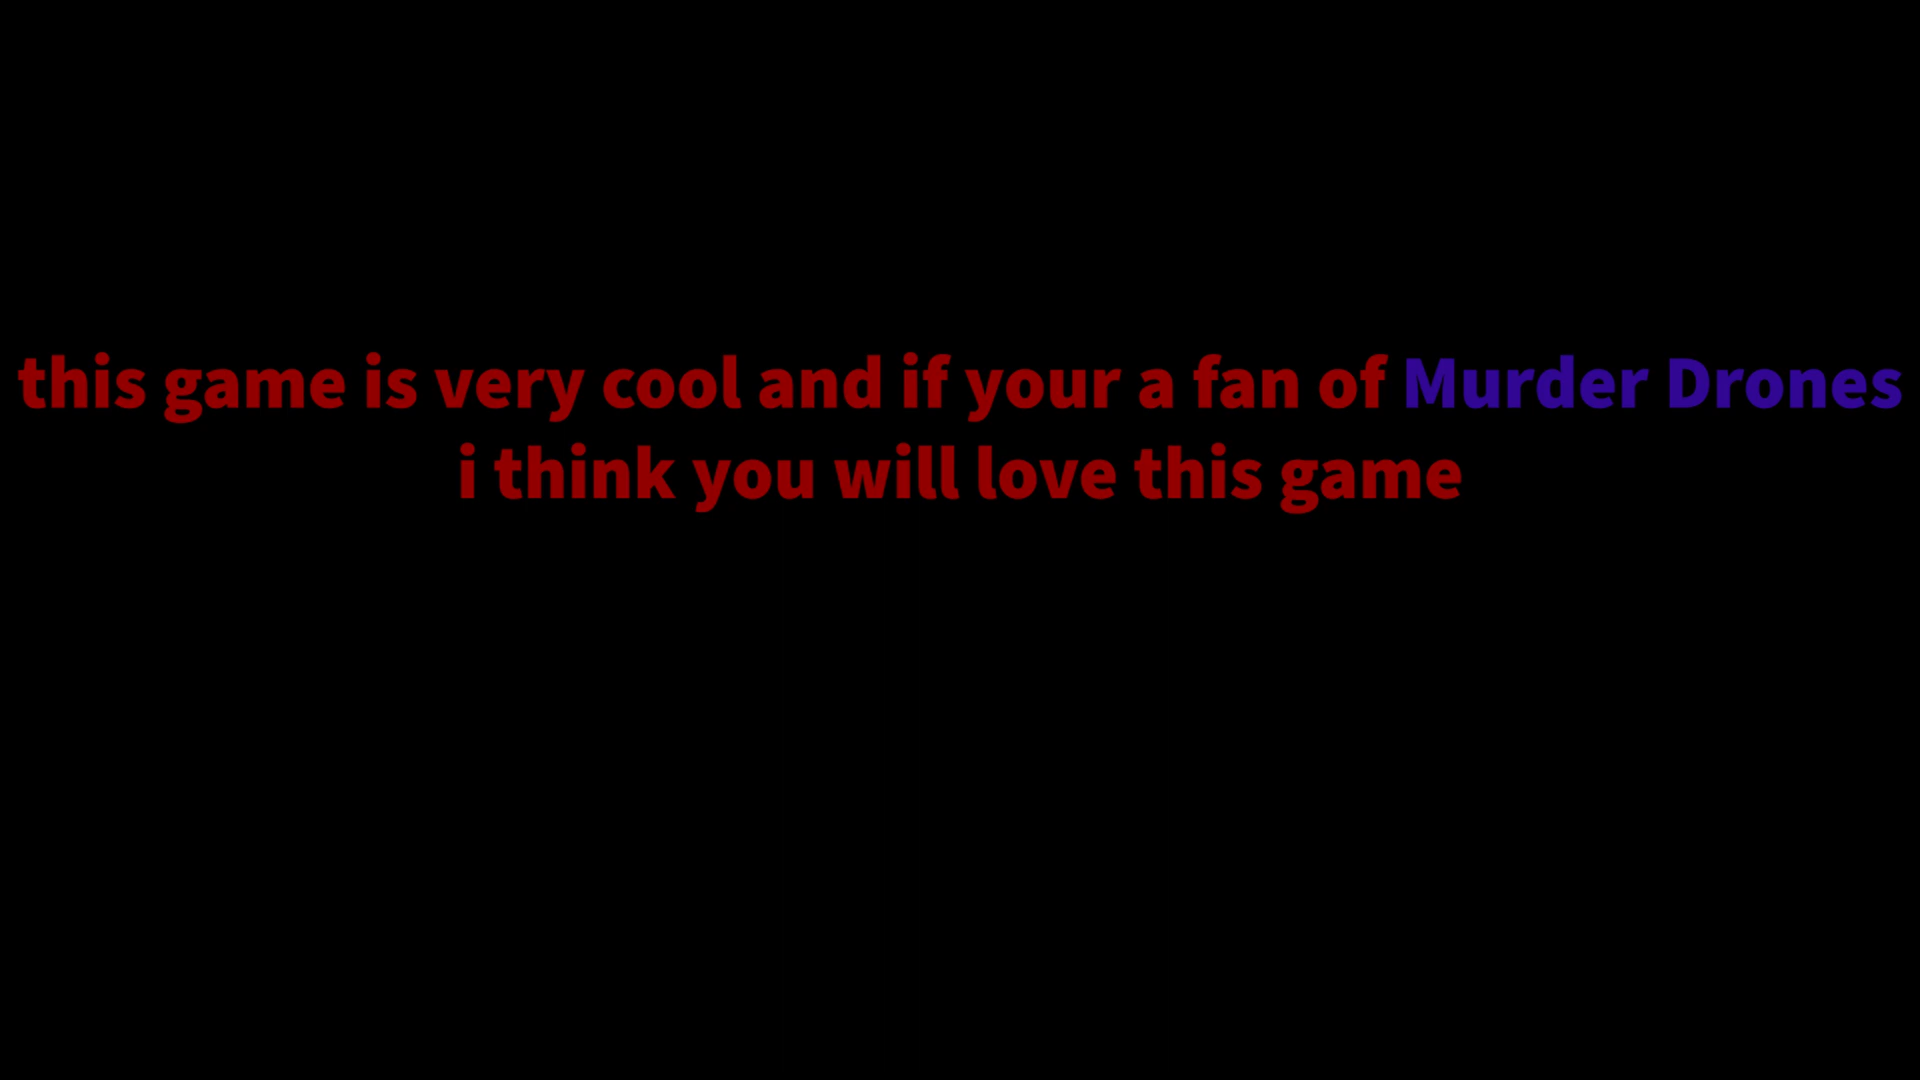 this game is very cool and if your a fan of Murder Drones
i think you will love this game